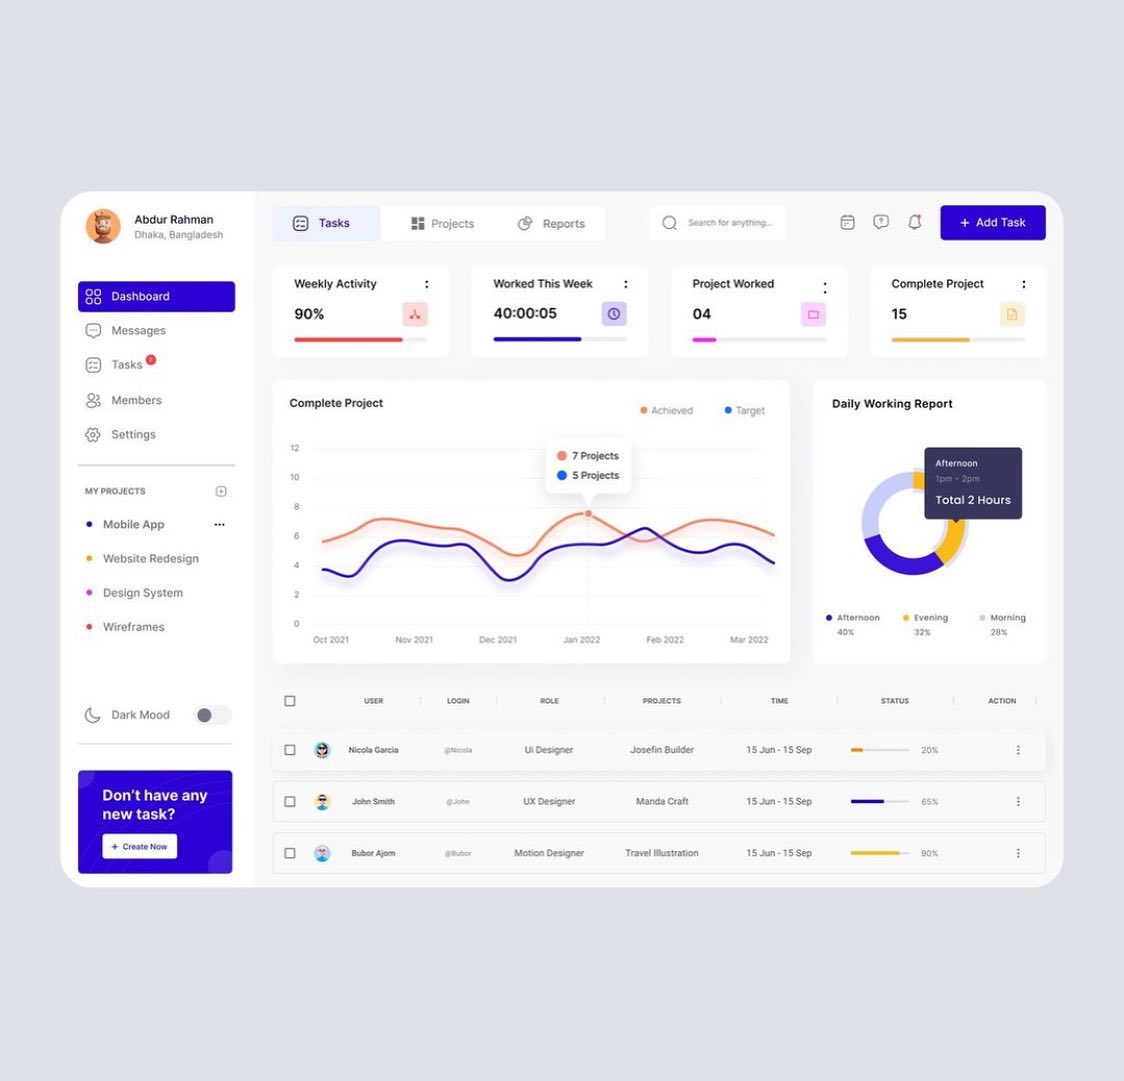 Abdur Rahman
Dhaka, Bangladesh
Dashboard
Messages
Tasks
Members
Settings
MY PROJECTS
Mobile App
Website Redesign
Design System
Wireframes
Dark Mood
Don't have any
new task?
+ Create Now
Tasks
Projects
Reports
Search for anything...
+ Add Task
Weekly Activity
90%
Worked This Week
40:00:05
Project Worked
04
Complete Project
15
Complete Project
Achieved
Target
12
10
8
6
4
2
0
7 Projects
5 Projects
Oct 2021
Nov 2021
Dec 2021
Jan 2022
Feb 2022
Mar 2022
Daily Working Report
Afternoon
1pm - 2pm
Total 2 Hours
Afternoon
40%
Evening
32%
Morning
28%
USER LOGIN ROLE PROJECTS TIME STATUS ACTION
Nicola Garcia @Nicola Ui Designer Josefin Builder 15 Jun - 15 Sep 20%
John Smith @John UX Designer Manda Craft 15 Jun - 15 Sep 65%
Bubor Ajom @Bubor Motion Designer Travel Illustration 15 Jun - 15 Sep 90%